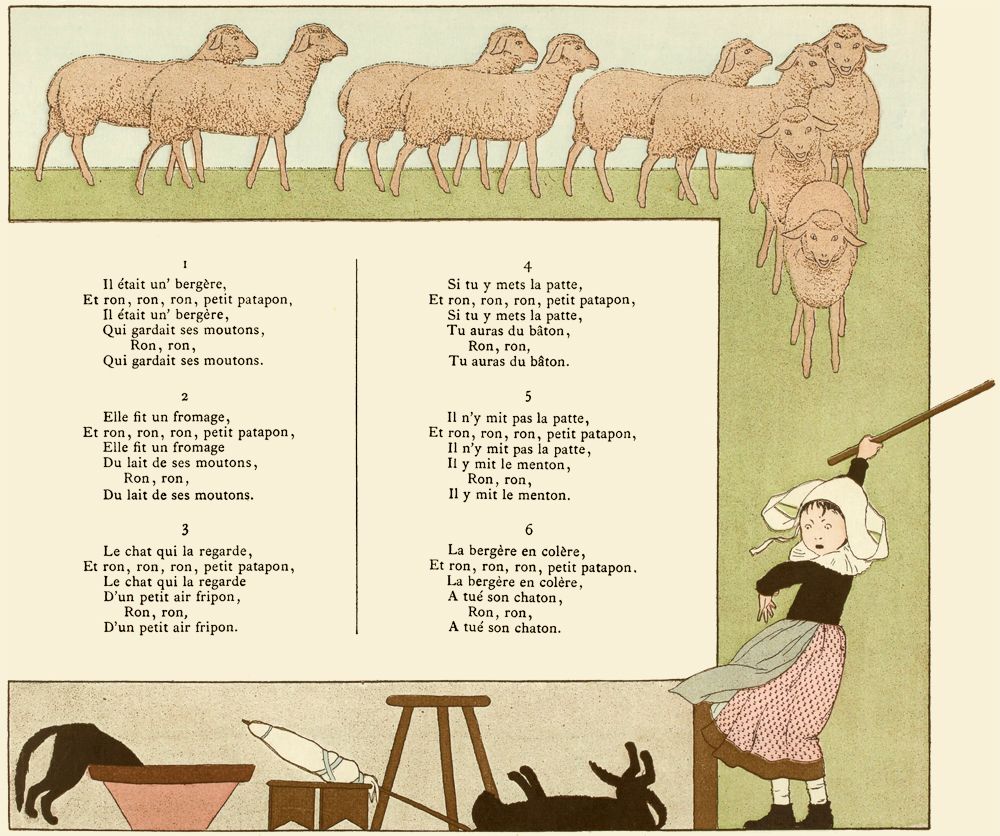 1
Il était un' bergère,
Et ron, ron, ron, petit patapon,
Il était un' bergère,
Qui gardait ses moutons,
Ron, ron,
Qui gardait ses moutons.
2
Elle fit un fromage,
Et ron, ron, ron, petit patapon,
Elle fit un fromage
Du lait de ses moutons,
Ron, ron,
Du lait de ses moutons.
3
Le chat qui la regarde,
Et ron, ron, ron, petit patapon,
Le chat qui la regarde
D'un petit air fripon,
Ron, ron,
D'un petit air fripon.
4
Si tu y mets la patte,
Et ron, ron, ron, petit patapon,
Si tu y mets la patte,
Tu auras du bâton,
Ron, ron,
Tu auras du bâton.
5
Il n'y mit pas la patte,
Et ron, ron, ron, petit patapon,
Il n'y mit pas la patte,
Il y mit le menton,
Ron, ron,
Il y mit le menton.
6
La bergère en colère,
Et ron, ron, ron, petit patapon.
La bergère en colère,
A tué son chaton,
Ron, ron,
A tué son chaton.